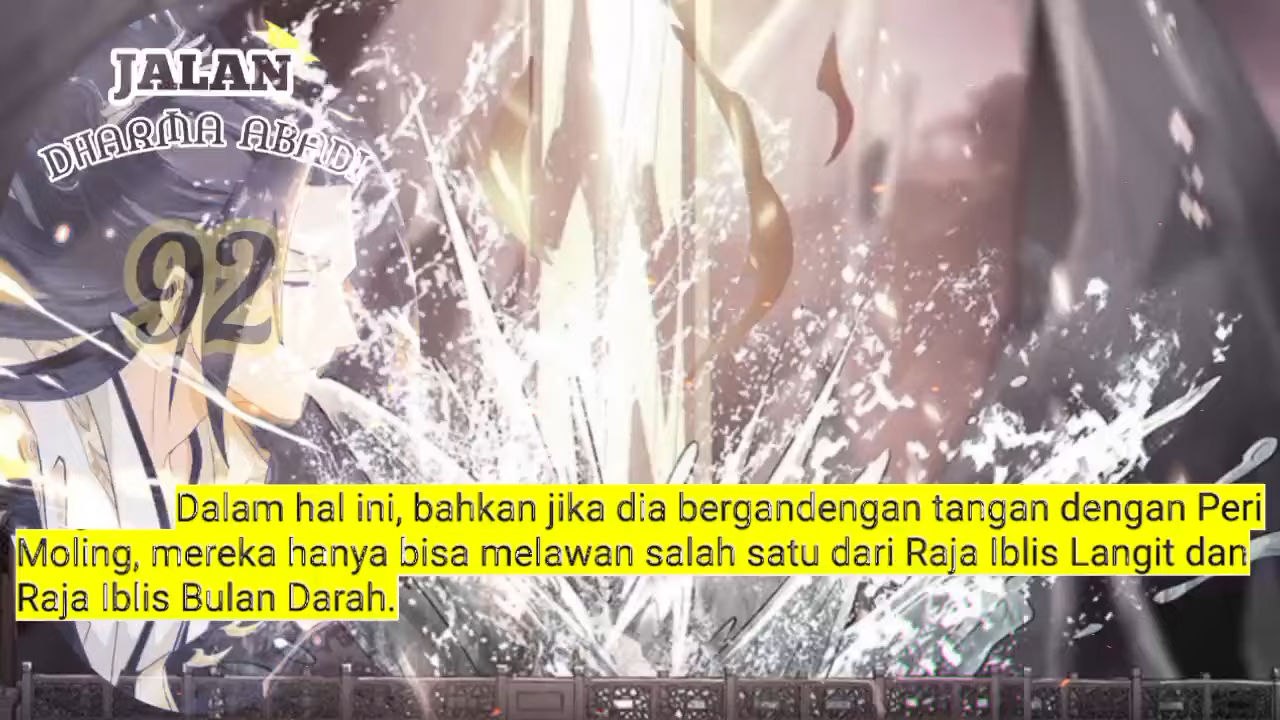 JALAN
DHARMA ABADI
92
Dalam hal ini, bahkan jika dia bergandengan tangan dengan Peri
Moling, mereka hanya bisa melawan salah satu dari Raja Iblis Langit dan
Raja Iblis Bulan Darah.